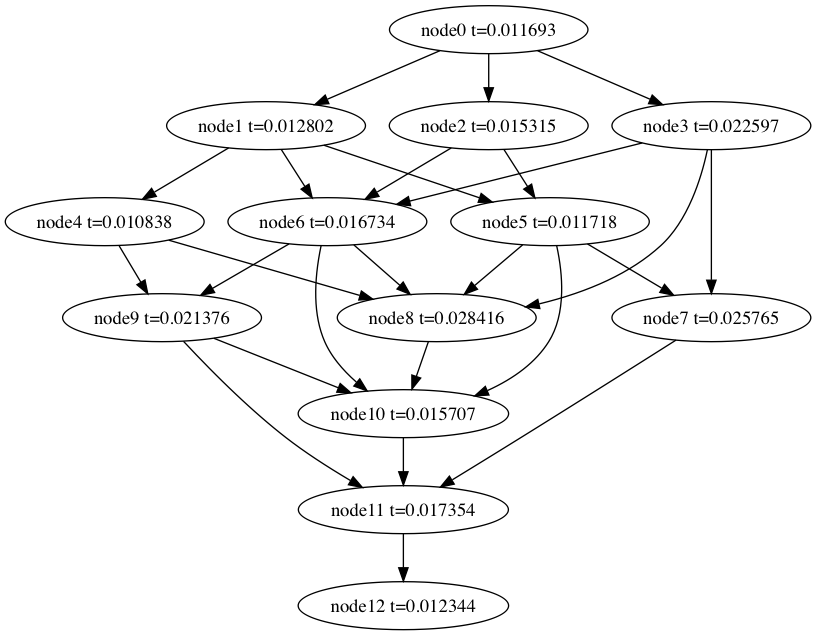 node0 t=0.011693
node1 t=0.012802
node2 t=0.015315
node3 t=0.022597
node4 t=0.010838
node6 t=0.016734
node5 t=0.011718
node9 t=0.021376
node8 t=0.028416
node7 t=0.025765
node10 t=0.015707
node11 t=0.017354
node12 t=0.012344